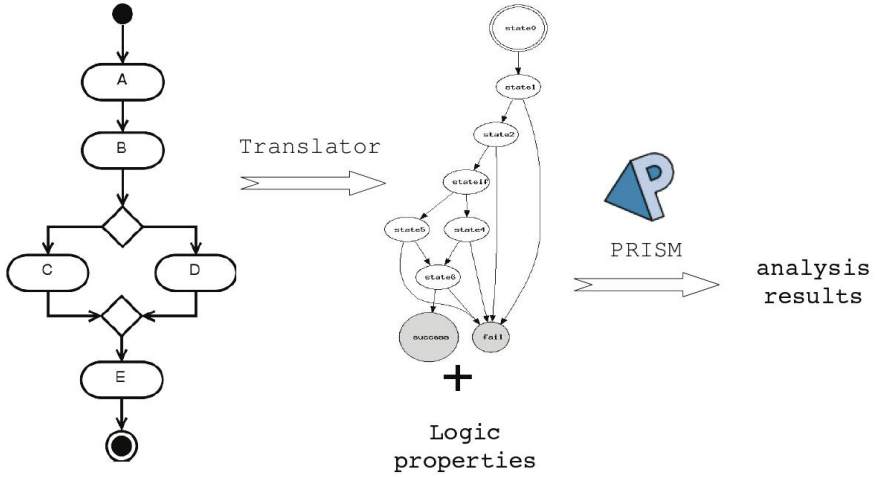 A
B
C
D
E
Translator
state0
state1
state2
stateif
state5
state4
state6
success
fail
+
Logic
properties
P
PRISM
analysis
results